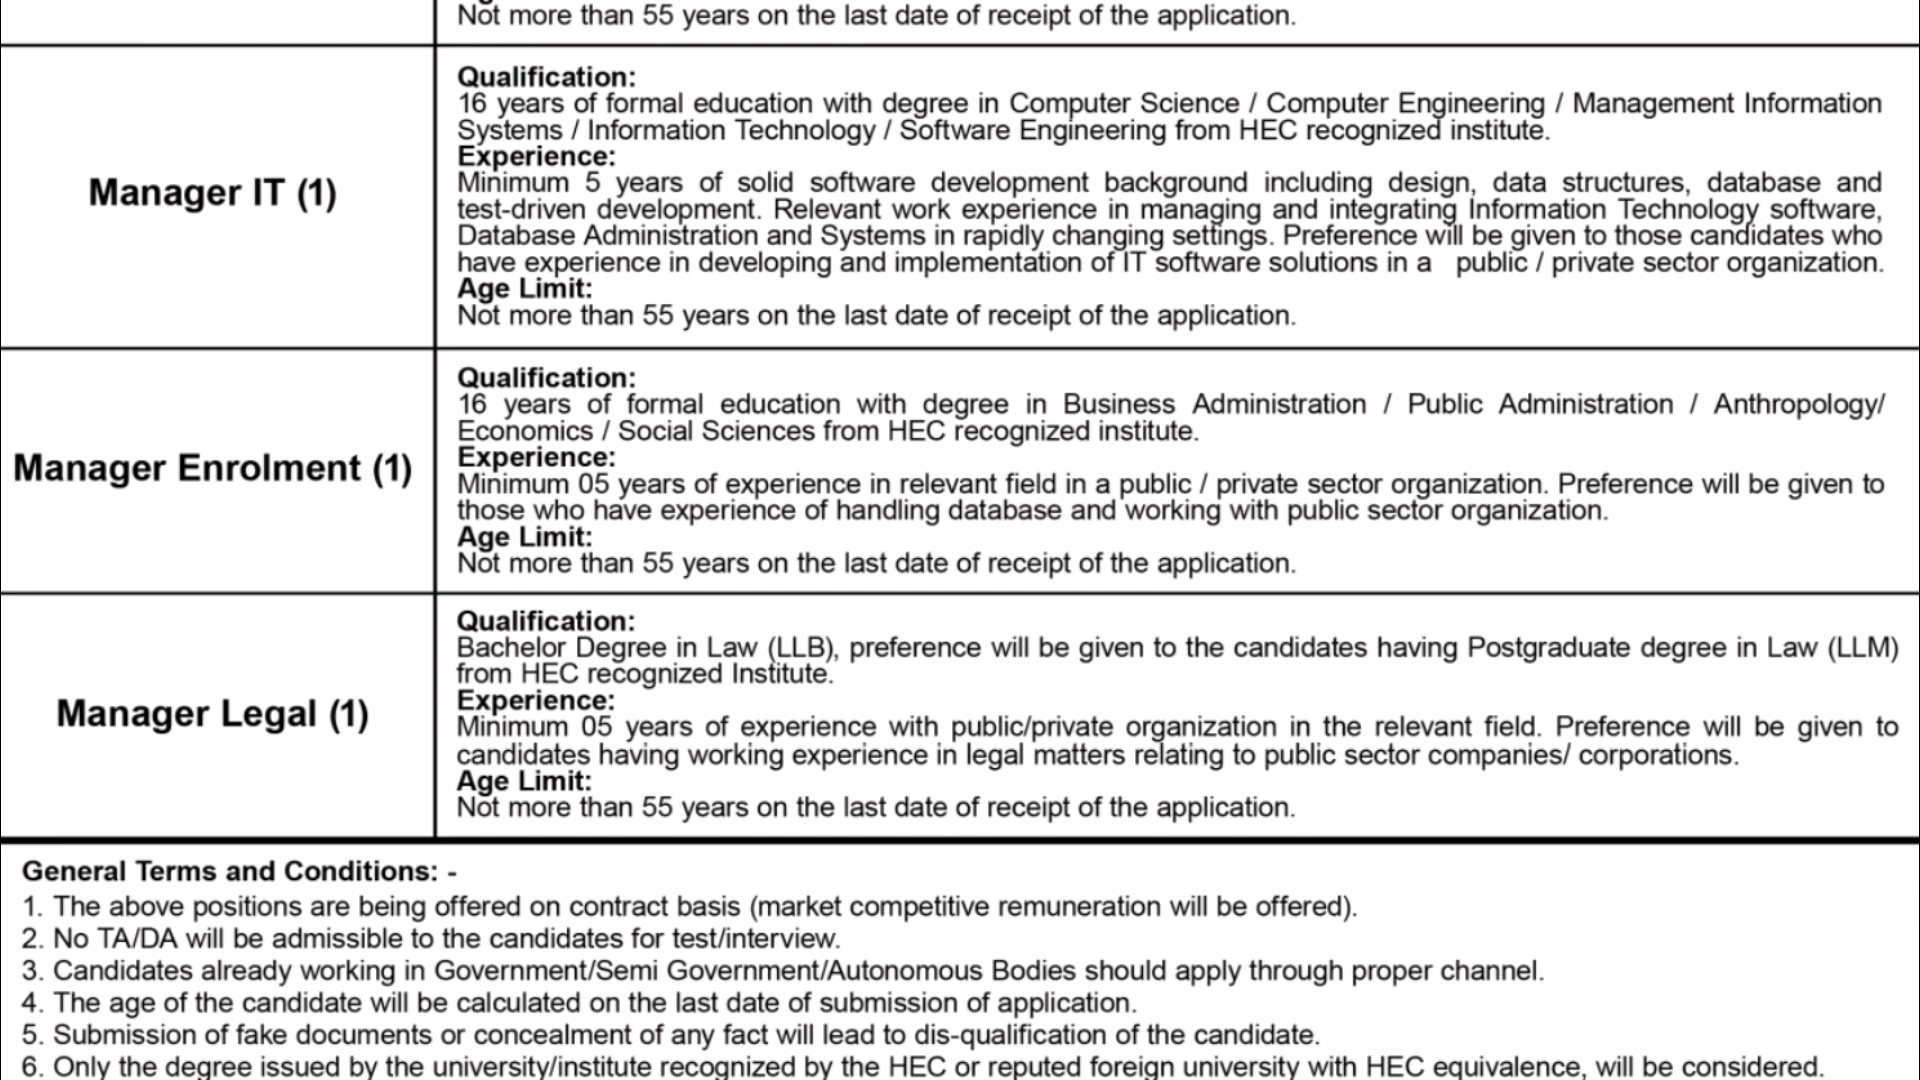 Not more than 55 years on the last date of receipt of the application.
Manager IT (1)
Qualification:
16 years of formal education with degree in Computer Science / Computer Engineering / Management Information
Systems / Information Technology / Software Engineering from HEC recognized institute.
Experience:
Minimum 5 years of solid software development background including design, data structures, database and
test-driven development. Relevant work experience in managing and integrating Information Technology software,
Database Administration and Systems in rapidly changing settings. Preference will be given to those candidates who
have experience in developing and implementation of IT software solutions in a public / private sector organization.
Age Limit:
Not more than 55 years on the last date of receipt of the application.
Manager Enrolment (1)
Qualification:
16 years of formal education with degree in Business Administration / Public Administration / Anthropology/
Economics / Social Sciences from HEC recognized institute.
Experience:
Minimum 05 years of experience in relevant field in a public / private sector organization. Preference will be given to
those who have experience of handling database and working with public sector organization.
Age Limit:
Not more than 55 years on the last date of receipt of the application.
Manager Legal (1)
Qualification:
Bachelor Degree in Law (LLB), preference will be given to the candidates having Postgraduate degree in Law (LLM)
from HEC recognized Institute.
Experience:
Minimum 05 years of experience with public/private organization in the relevant field. Preference will be given to
candidates having working experience in legal matters relating to public sector companies/ corporations.
Age Limit:
Not more than 55 years on the last date of receipt of the application.
General Terms and Conditions: -
1. The above positions are being offered on contract basis (market competitive remuneration will be offered).
2. No TA/DA will be admissible to the candidates for test/interview.
3. Candidates already working in Government/Semi Government/Autonomous Bodies should apply through proper channel.
4. The age of the candidate will be calculated on the last date of submission of application.
5. Submission of fake documents or concealment of any fact will lead to dis-qualification of the candidate.
6. Only the degree issued by the university/institute recognized by the HEC or reputed foreign university with HEC equivalence, will be considered.